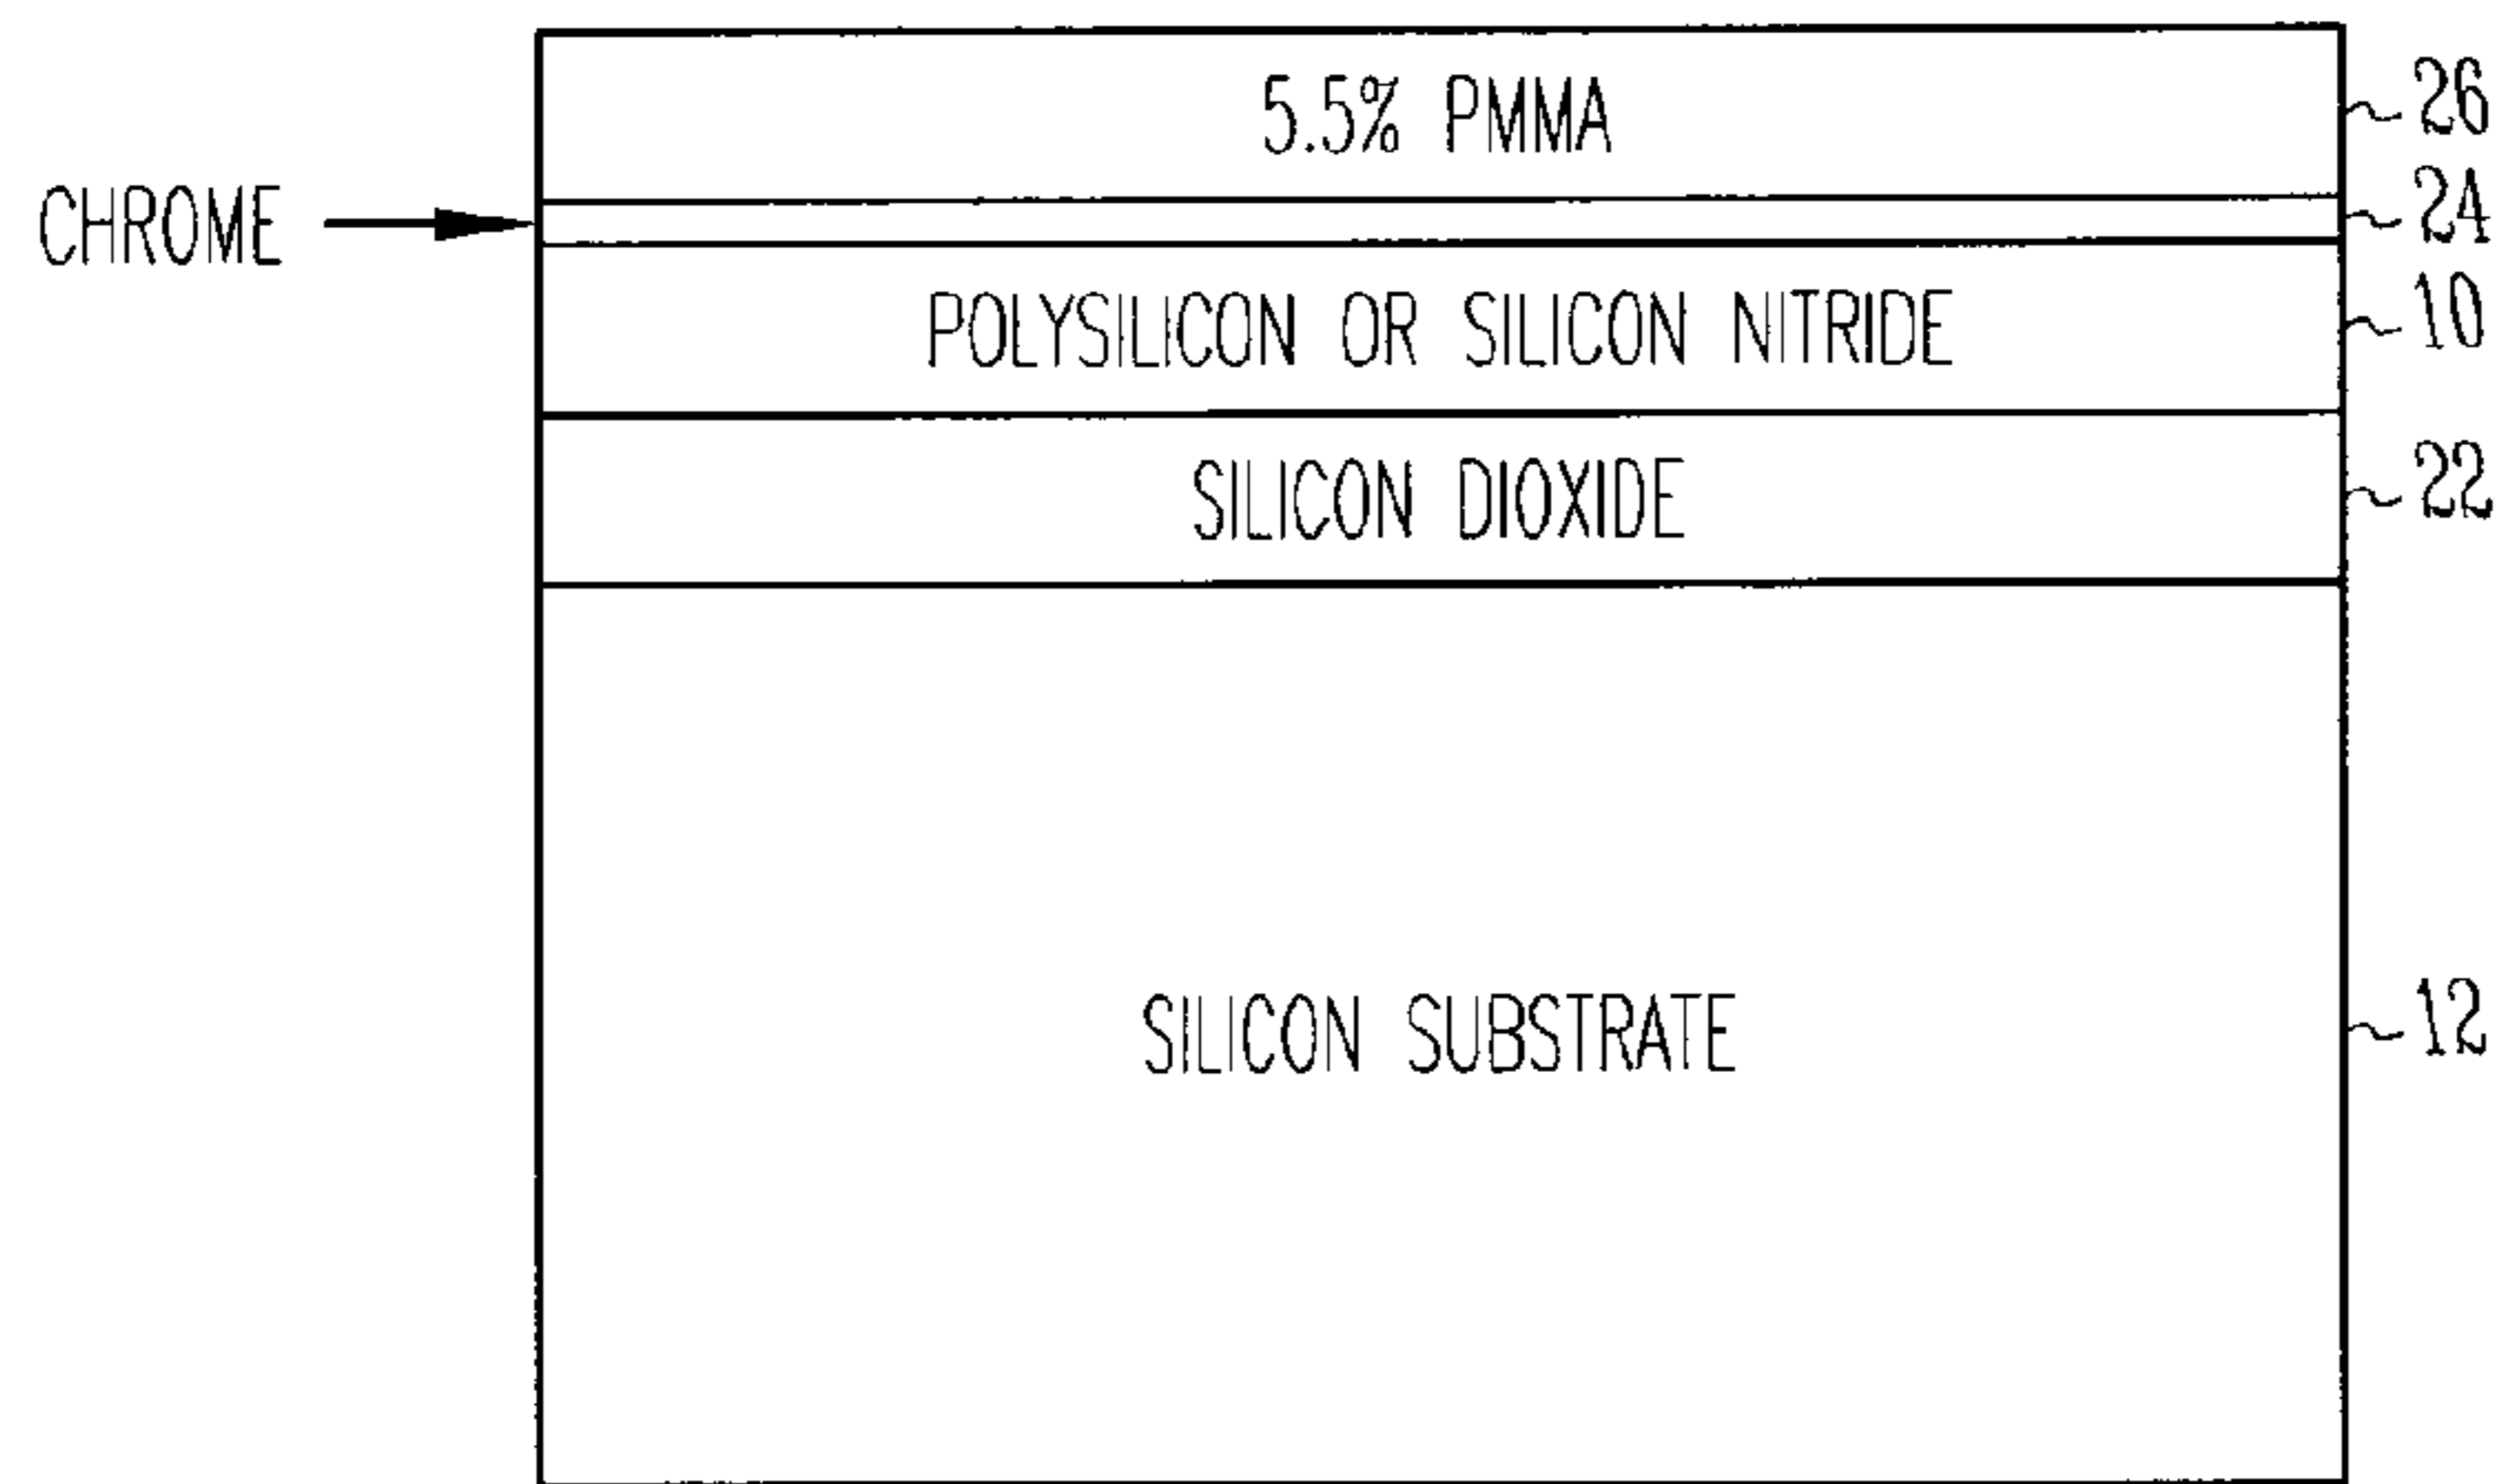 5.5% PMMA
26
CHROME
24
POLYSILICON OR SILICON NITRIDE
10
SILICON DIOXIDE
22
SILICON SUBSTRATE
12